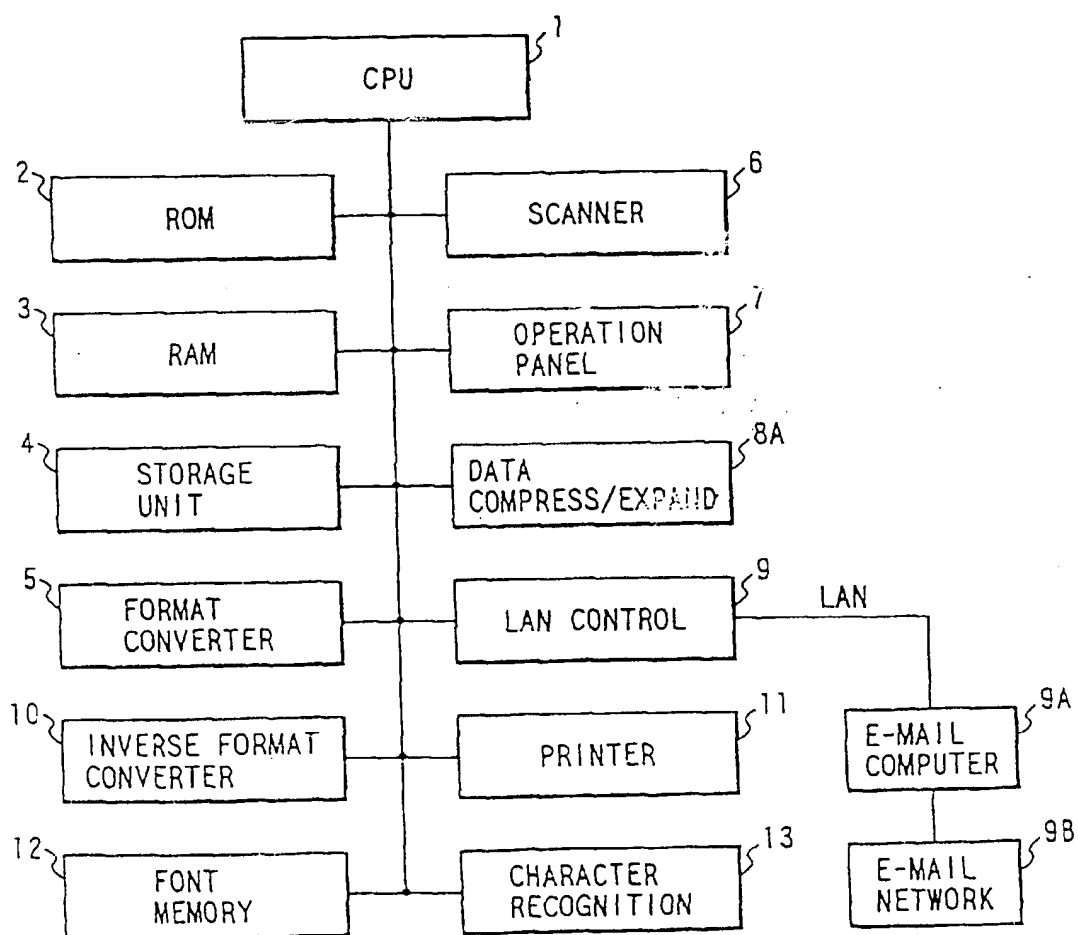 1
CPU
2
ROM
6
SCANNER
3
RAM
7
OPERATION
PANEL
4
STORAGE
UNIT
8A
DATA
COMPRESS/EXPAND
5
FORMAT
CONVERTER
9
LAN CONTROL
LAN
10
INVERSE FORMAT
CONVERTER
11
PRINTER
9A
E-MAIL
COMPUTER
12
FONT
MEMORY
13
CHARACTER
RECOGNITION
9B
E-MAIL
NETWORK